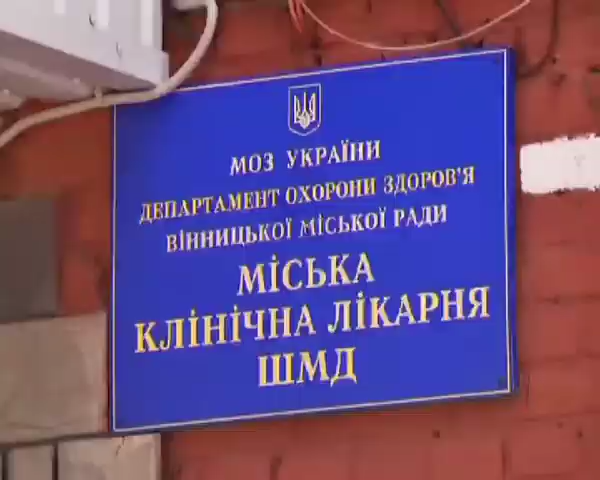 МОЗ УКРАЇНИ
ДЕПАРТАМЕНТ ОХОРОНИ ЗДОРОВ'Я
ВІННИЦЬКОЇ МІСЬКОЇ РАДИ
МІСЬКА
КЛІНІЧНА ЛІКАРНЯ
ШМД